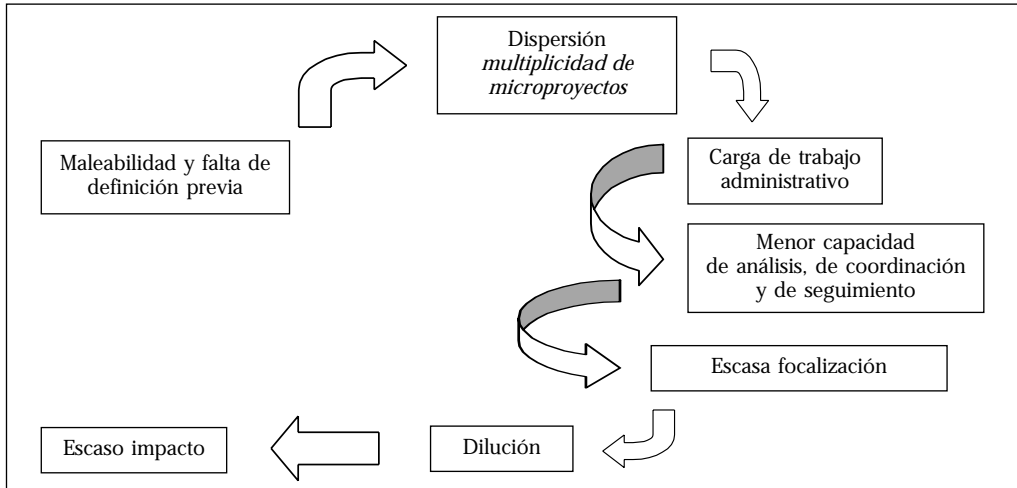 Dispersión
multiplicidad de
microproyectos
Maleabilidad y falta de
definición previa
Carga de trabajo
administrativo
Menor capacidad
de análisis, de coordinación
y de seguimiento
Escasa focalización
Dilución
Escaso impacto